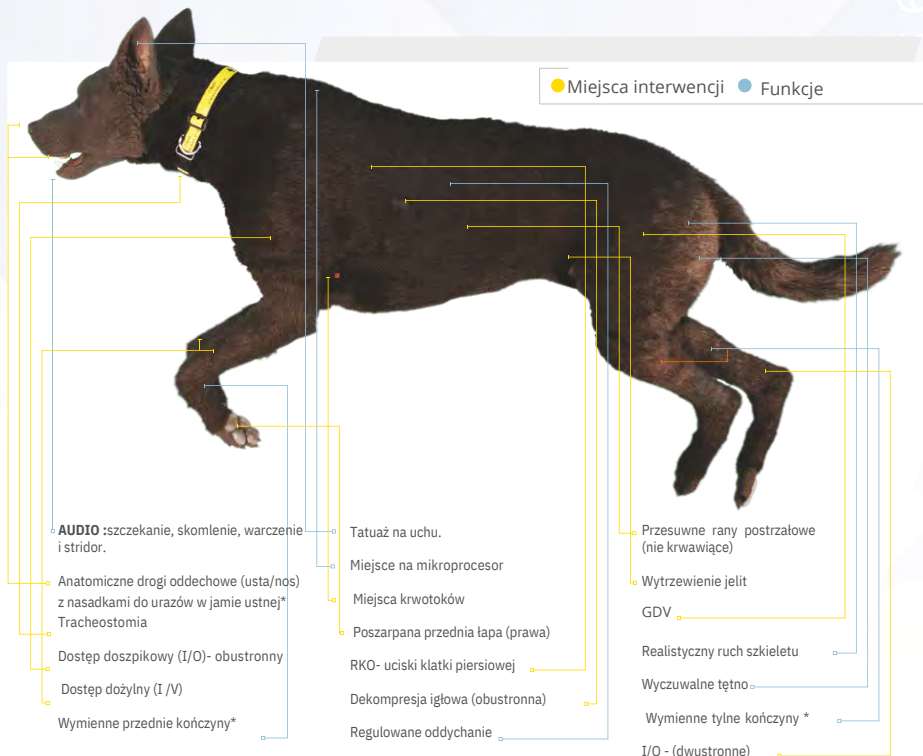 Miejsca interwencji
Funkcje
AUDIO :szczekanie, skomlenie, warczenie
i stridor.
Anatomiczne drogi oddechowe (usta/nos)
z nasadkami do urazów w jamie ustnej*
Tracheostomia
Dostęp doszpikowy (I/O)- obustronny
Dostęp dożylny (I /V)
Wymienne przednie kończyny*
Tatuaż na uchu.
Miejsce na mikroprocesor
Miejsca krwotoków
Poszarpana przednia łapa (prawa)
RKO- uciski klatki piersiowej
Dekompresja igłowa (obustronna)
Regulowane oddychanie
Przesuwne rany postrzałowe
(nie krwawiące)
Wytrzewienie jelit
GDV
Realistyczny ruch szkieletu
Wyczuwalne tętno
Wymienne tylne kończyny *
I/O - (dwustronne)